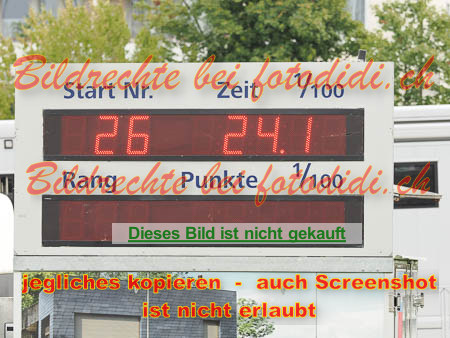 Bildrechte bei fotodidi.ch
Start Nr. Zeit 1/100
26 24.1
Bildrechte bei fotodidi.ch
Rang Punkte 1/100
Dieses Bild ist nicht gekauft
jegliches kopieren - auch Screenshot
ist nicht erlaubt